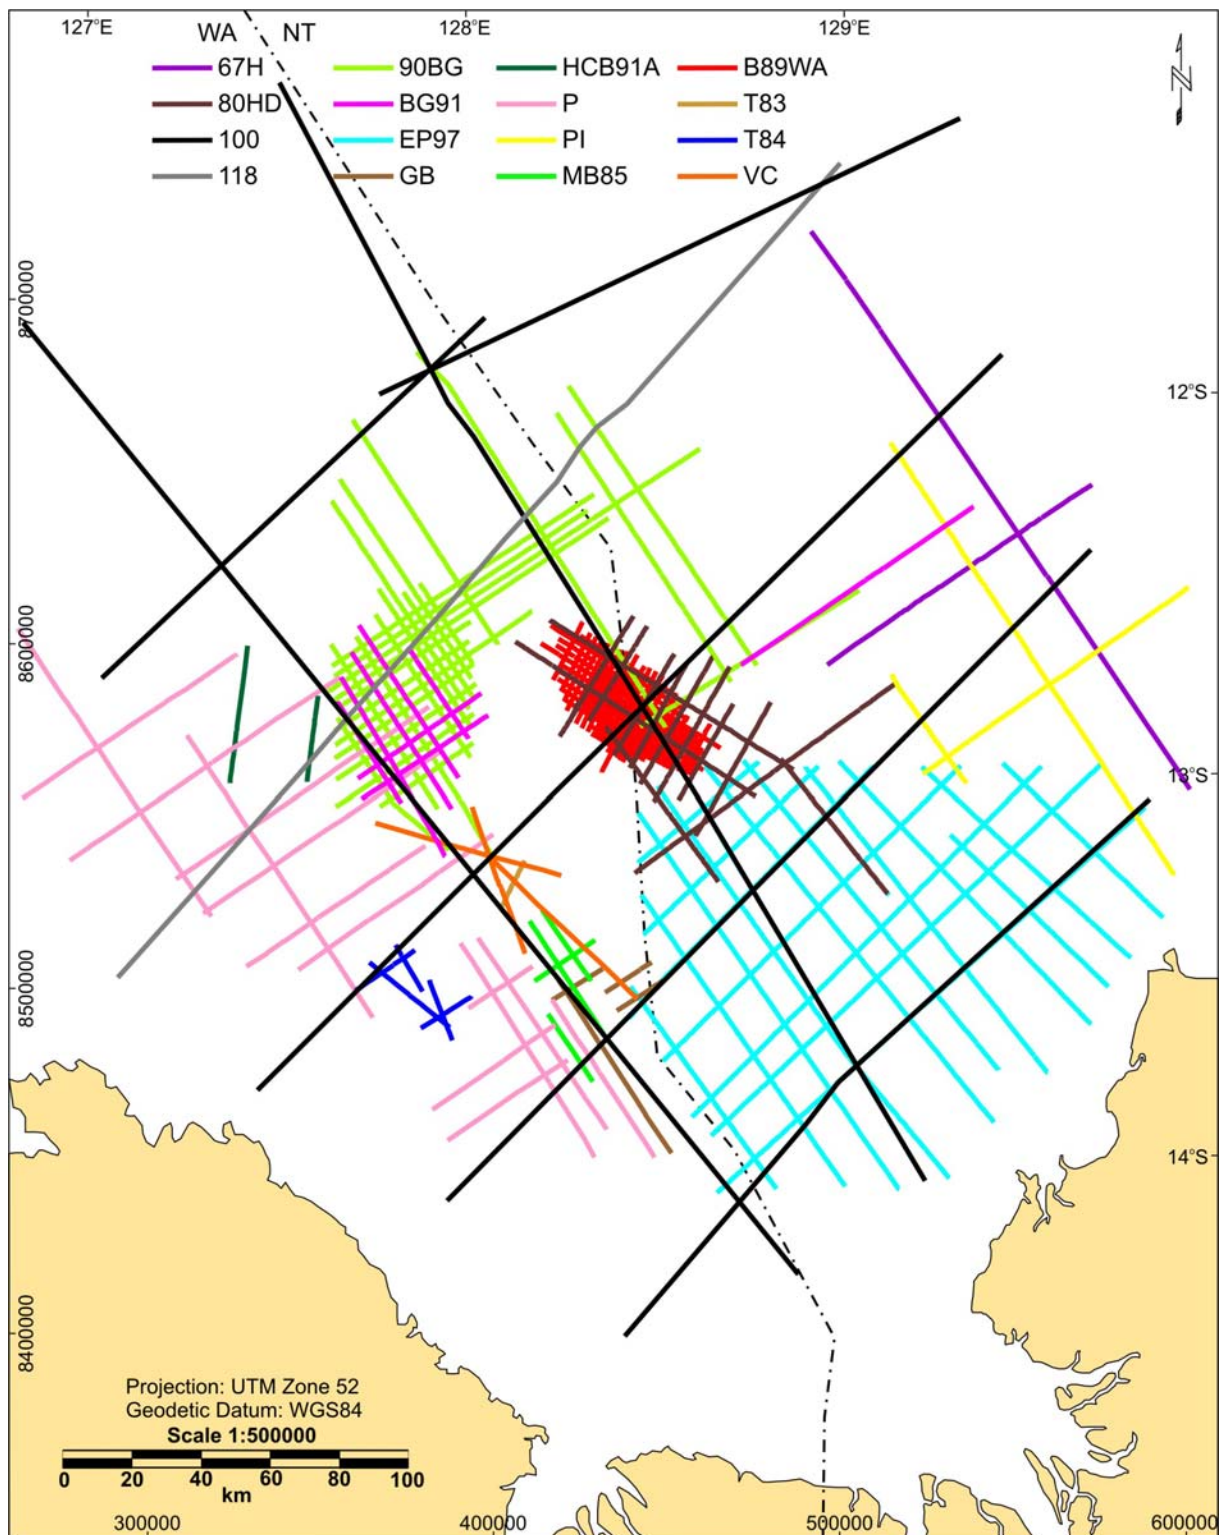 127°E 128°E 129°E
WA NT
67H 90BG HCB91A B89WA
80HD BG91 P T83
100 EP97 PI T84
118 GB MB85 VC
8700000
12°S
8600000
13°S
8500000
14°S
8400000
Projection: UTM Zone 52
Geodetic Datum: WGS84
Scale 1:500000
0 20 40 60 80 100
km
300000 400000 500000 600000